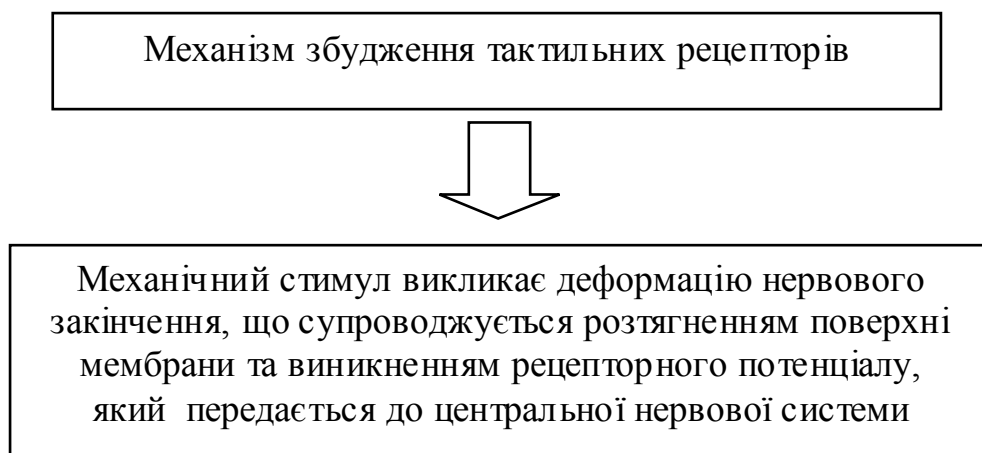 Механізм збудження тактильних рецепторів
Механічний стимул викликає деформацію нервового
закінчення, що супроводжується розтягненням поверхні
мембрани та виникненням рецепторного потенціалу,
який передається до центральної нервової системи